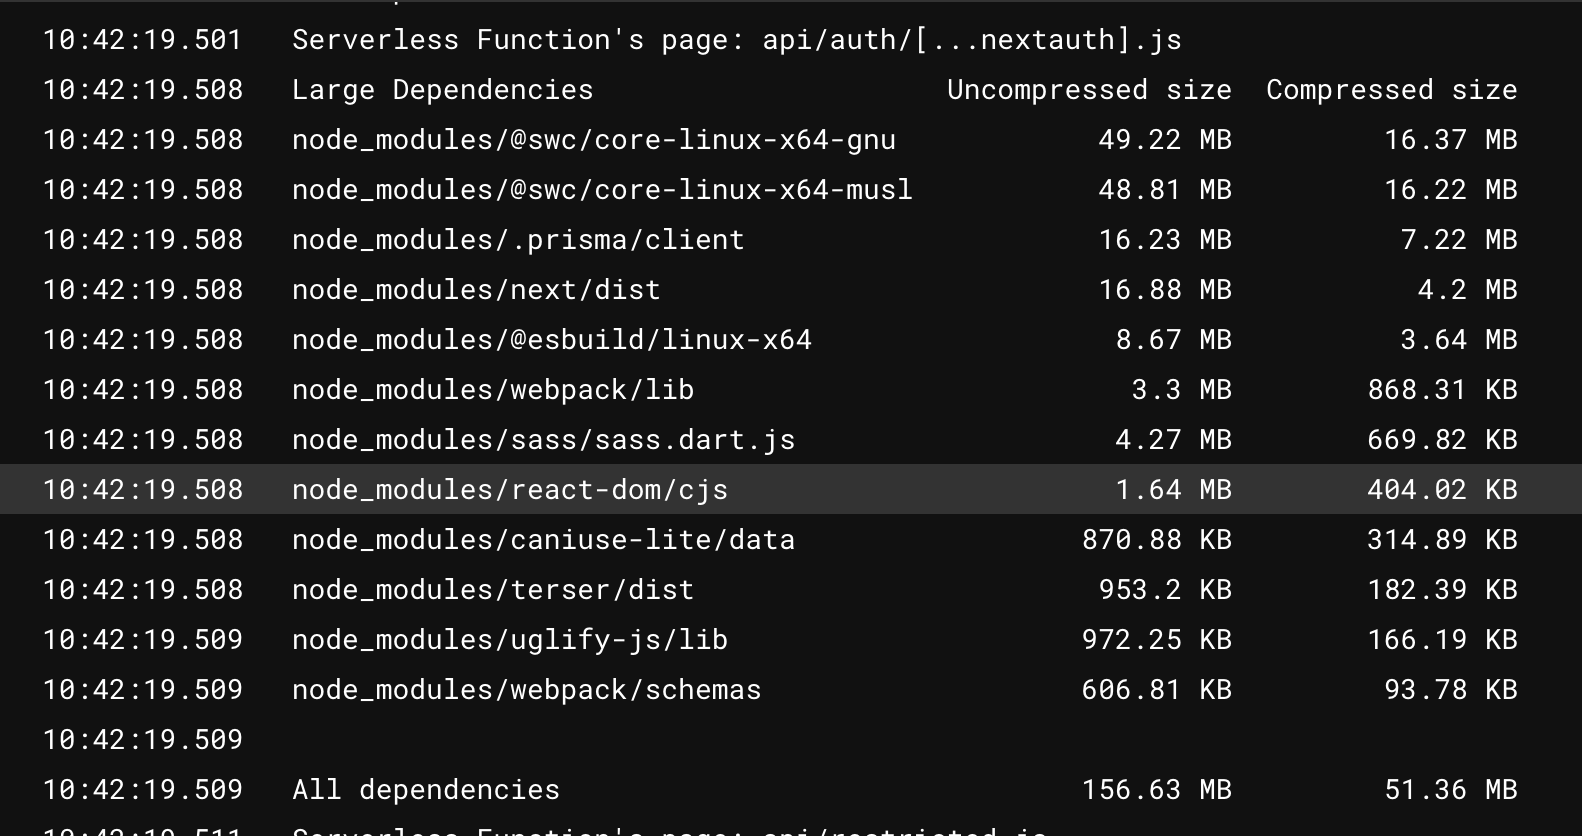 10:42:19.501 Serverless Function's page: api/auth/[...nextauth].js
10:42:19.508 Large Dependencies Uncompressed size Compressed size
10:42:19.508 node_modules/@swc/core-linux-x64-gnu 49.22 MB 16.37 MB
10:42:19.508 node_modules/@swc/core-linux-x64-musl 48.81 MB 16.22 MB
10:42:19.508 node_modules/.prisma/client 16.23 MB 7.22 MB
10:42:19.508 node_modules/next/dist 16.88 MB 4.2 MB
10:42:19.508 node_modules/@esbuild/linux-x64 8.67 MB 3.64 MB
10:42:19.508 node_modules/webpack/lib 3.3 MB 868.31 KB
10:42:19.508 node_modules/sass/sass.dart.js 4.27 MB 669.82 KB
10:42:19.508 node_modules/react-dom/cjs 1.64 MB 404.02 KB
10:42:19.508 node_modules/caniuse-lite/data 870.88 KB 314.89 KB
10:42:19.508 node_modules/terser/dist 953.2 KB 182.39 KB
10:42:19.509 node_modules/uglify-js/lib 972.25 KB 166.19 KB
10:42:19.509 node_modules/webpack/schemas 606.81 KB 93.78 KB
10:42:19.509
10:42:19.509 All dependencies 156.63 MB 51.36 MB
10:42:19.511 Serverless Function's page: api/restricted.js